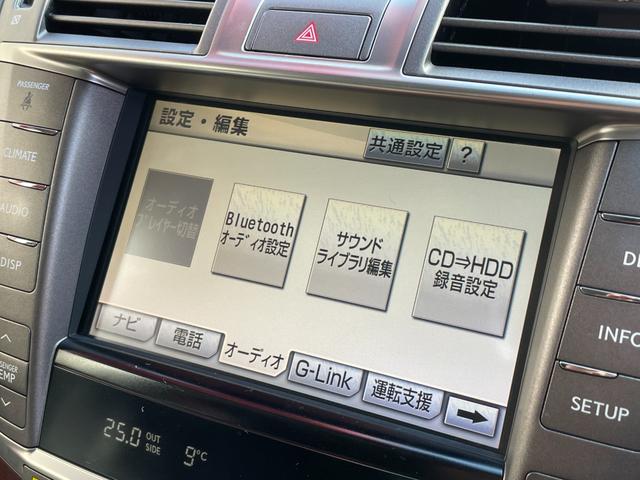 PASSENGER
CLIMATE
AUDIO
DISP
TEMP
設定・編集
共通設定
?
オーディオ
プレイヤー切替
Bluetooth
オーディオ設定
サウンド
ライブラリ編集
CD⇒HDD
録音設定
ナビ
電話
オーディオ
G-Link
運転支援
25.0 OUT
SIDE 9°C
INFO
SETUP